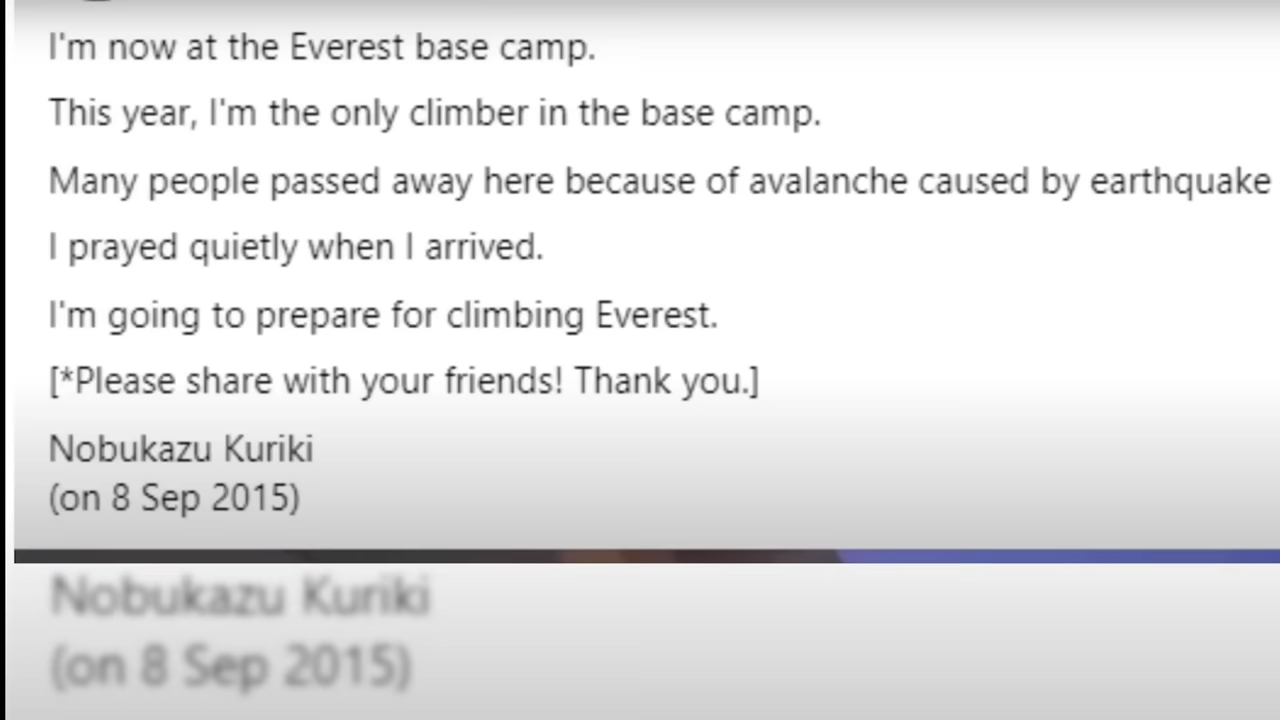 I'm now at the Everest base camp.
This year, I'm the only climber in the base camp.
Many people passed away here because of avalanche caused by earthquake
I prayed quietly when I arrived.
I'm going to prepare for climbing Everest.
[*Please share with your friends! Thank you.]
Nobukazu Kuriki
(on 8 Sep 2015)
Nobukazu Kuriki
(on 8 Sep 2015)